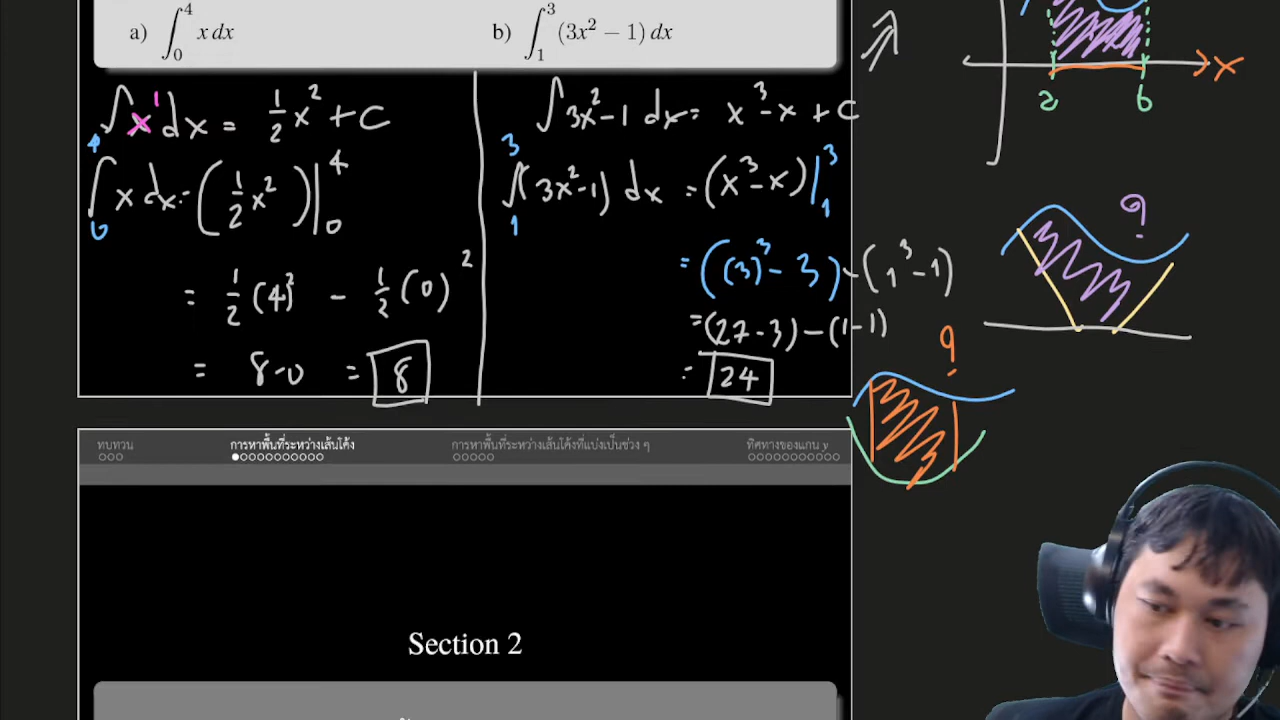 a) ∫₀⁴ x dx
b) ∫₁³ (3x² − 1) dx
∫ x¹ dx = 1/2 x² + C
∫₀⁴ x dx = (1/2 x²)|₀⁴
= 1/2 (4)² − 1/2 (0)²
= 8-0 = 8
∫ 3x²-1 dx = x³-x + C
∫₁³ (3x²-1) dx = (x³-x)|₁³
= ((3)³ - 3) - (1³-1)
= (27-3) - (1-1)
= 24
2 6 x
?
?
ทบทวน
การหาพื้นที่ระหว่างเส้นโค้ง
การหาพื้นที่ระหว่างเส้นโค้งที่แบ่งเป็นช่วง ๆ
ทิศทางของแกน y
Section 2